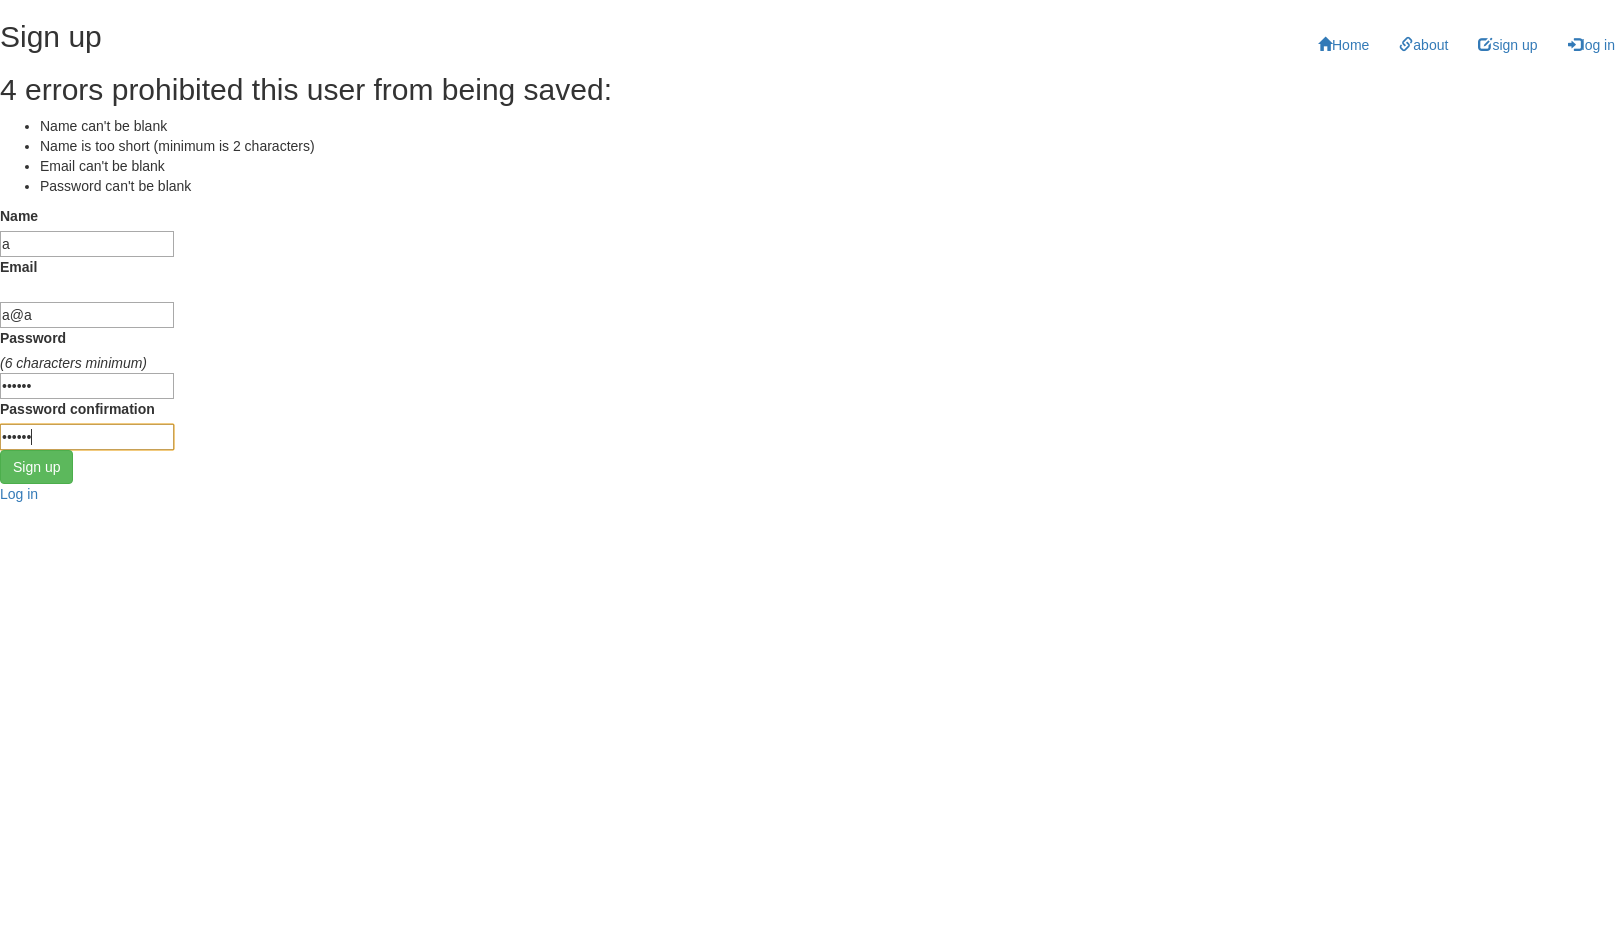 Sign up
Home about sign up log in
4 errors prohibited this user from being saved:
Name can't be blank
Name is too short (minimum is 2 characters)
Email can't be blank
Password can't be blank
Name
a
Email
a@a
Password
(6 characters minimum)
••••••
Password confirmation
••••••
Sign up
Log in